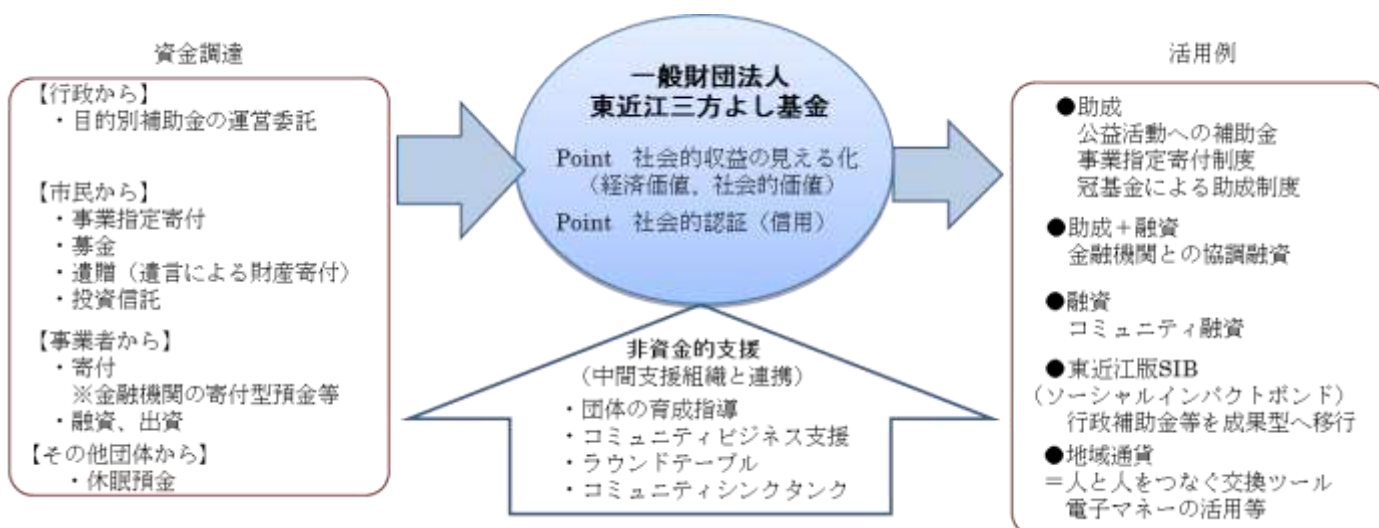 資金調達
【行政から】
・目的別補助金の運営委託
【市民から】
・事業指定寄付
・募金
・遺贈（遺言による財産寄付）
・投資信託
【事業者から】
・寄付
※金融機関の寄付型預金等
・融資、出資
【その他団体から】
・休眠預金
一般財団法人
東近江三方よし基金
Point　社会的収益の見える化
（経済価値、社会的価値）
Point　社会的認証（信用）
非資金的支援
（中間支援組織と連携）
・団体の育成指導
・コミュニティビジネス支援
・ラウンドテーブル
・コミュニティシンクタンク
活用例
●助成
公益活動への補助金
事業指定寄付制度
冠基金による助成制度
●助成＋融資
金融機関との協調融資
●融資
コミュニティ融資
●東近江版SIB
（ソーシャルインパクトボンド）
行政補助金等を成果型へ移行
●地域通貨
＝人と人をつなぐ交換ツール
電子マネーの活用等